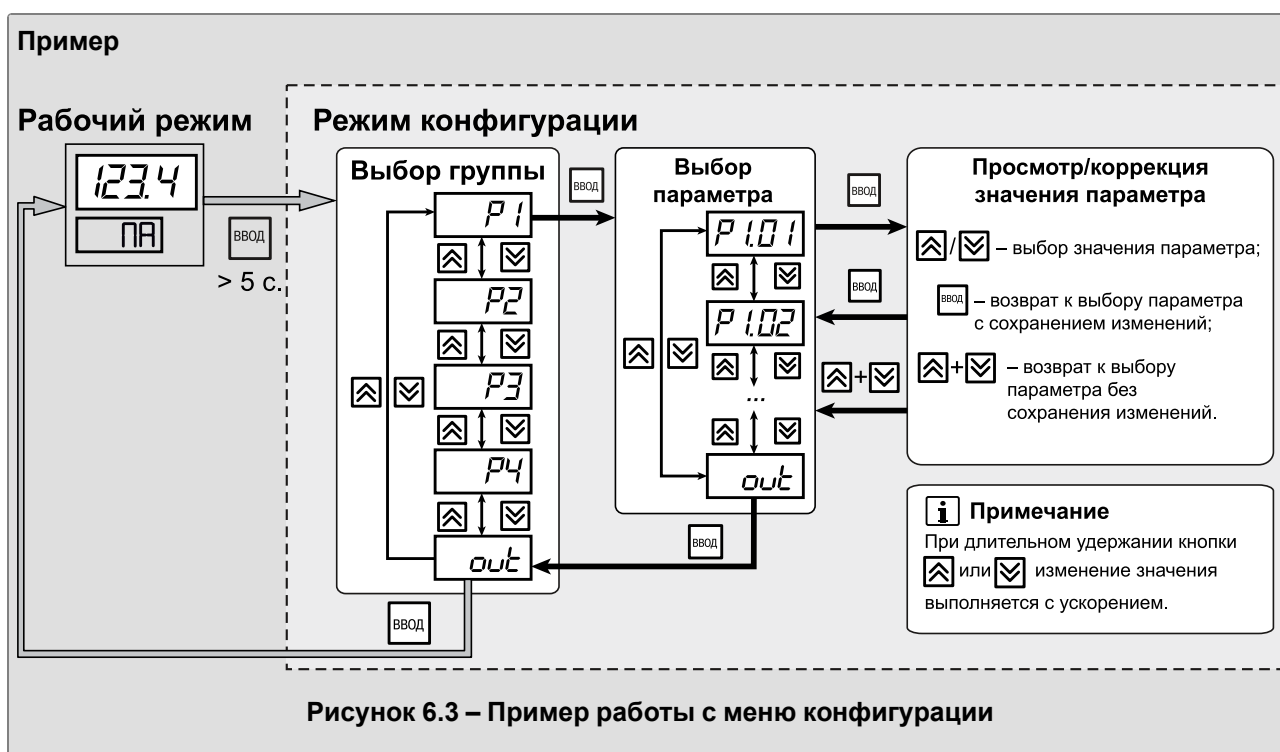 Пример
Рабочий режим
123.4
ПА
ВВОД
> 5 с.
Режим конфигурации
Выбор группы
P1
P2
P3
P4
out
ВВОД
ВВОД
Выбор
параметра
P1.01
P1.02
...
out
ВВОД
ВВОД
ВВОД
+
Просмотр/коррекция
значения параметра
/ – выбор значения параметра;
ВВОД – возврат к выбору параметра
с сохранением изменений;
+ – возврат к выбору
параметра без
сохранения изменений.
i Примечание
При длительном удержании кнопки
или изменение значения
выполняется с ускорением.
Рисунок 6.3 – Пример работы с меню конфигурации